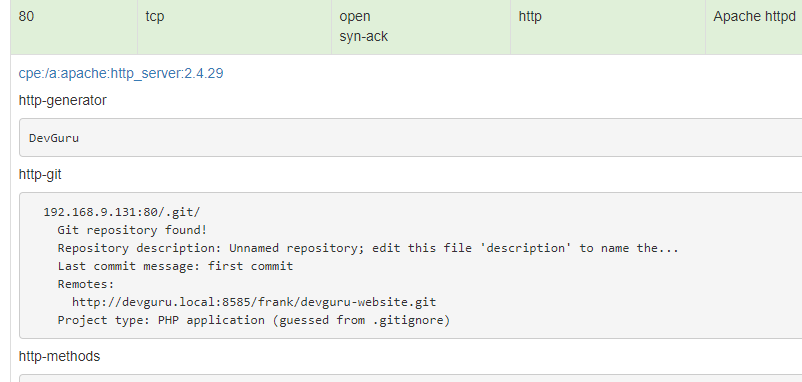 80 tcp open http Apache httpd
syn-ack
cpe:/a:apache:http_server:2.4.29
http-generator
DevGuru
http-git
192.168.9.131:80/.git/
Git repository found!
Repository description: Unnamed repository; edit this file 'description' to name the...
Last commit message: first commit
Remotes:
http://devguru.local:8585/frank/devguru-website.git
Project type: PHP application (guessed from .gitignore)
http-methods